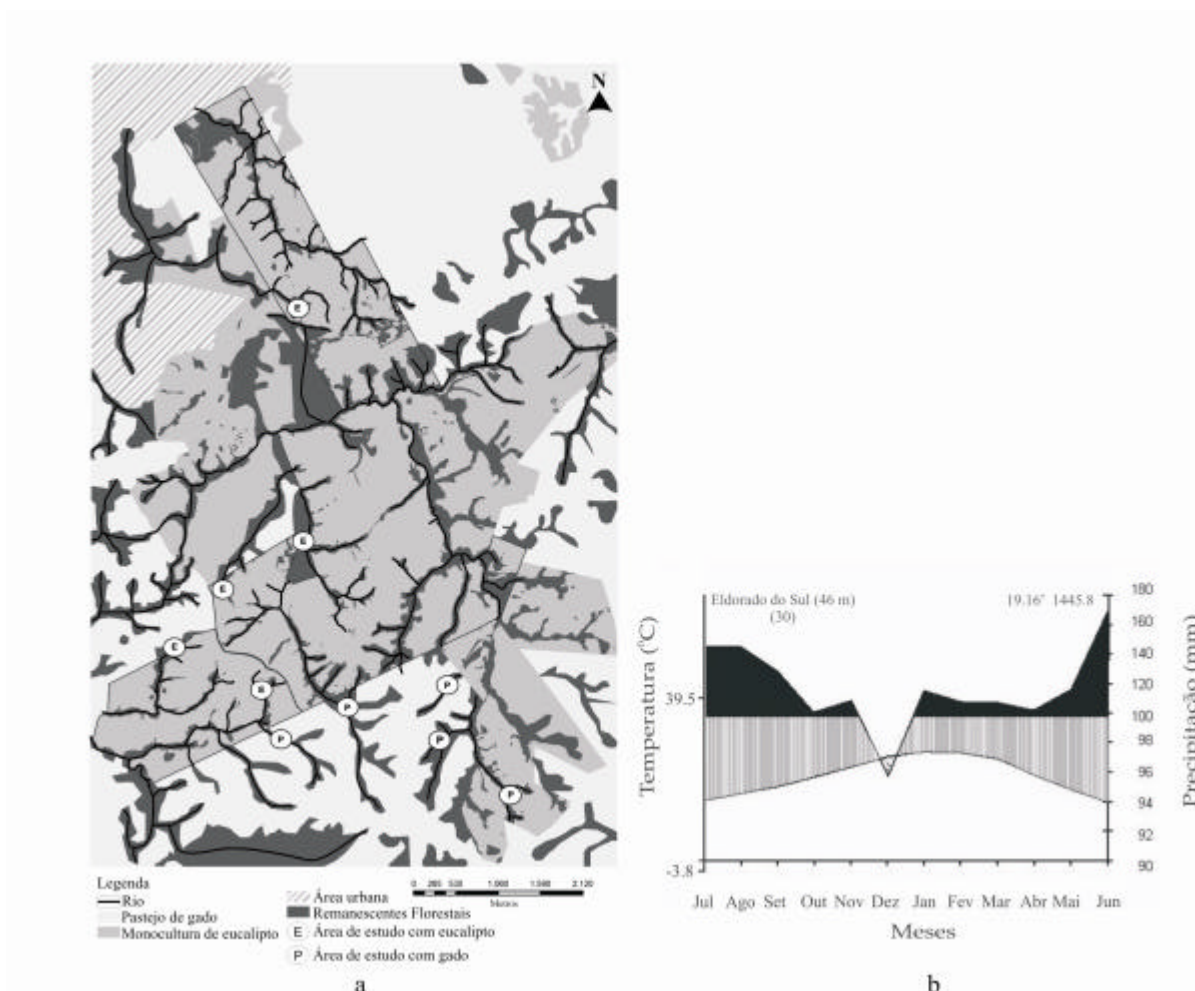 N
E
E
E
E
E
P
P
P
P
P
Legenda
Rio
Pastejo de gado
Monocultura de eucalipto
Área urbana
Remanescentes Florestais
E Área de estudo com eucalipto
P Área de estudo com gado
Metros
a
Eldorado do Sul (46 m)
(30)
19.16° 1445.8
Temperatura (°C)
39.5
-3.8
180
160
140
120
100
98
96
94
92
90
Precipitação (mm)
Jul Ago Set Out Nov Dez Jan Fev Mar Abr Mai Jun
Meses
b